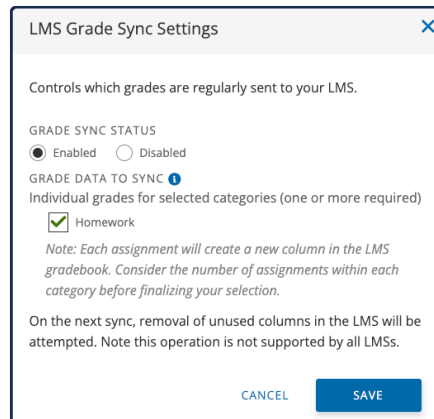 LMS Grade Sync Settings
Controls which grades are regularly sent to your LMS.
GRADE SYNC STATUS
Enabled Disabled
GRADE DATA TO SYNC
Individual grades for selected categories (one or more required)
Homework
Note: Each assignment will create a new column in the LMS
gradebook. Consider the number of assignments within each
category before finalizing your selection.
On the next sync, removal of unused columns in the LMS will be
attempted. Note this operation is not supported by all LMSs.
CANCEL SAVE